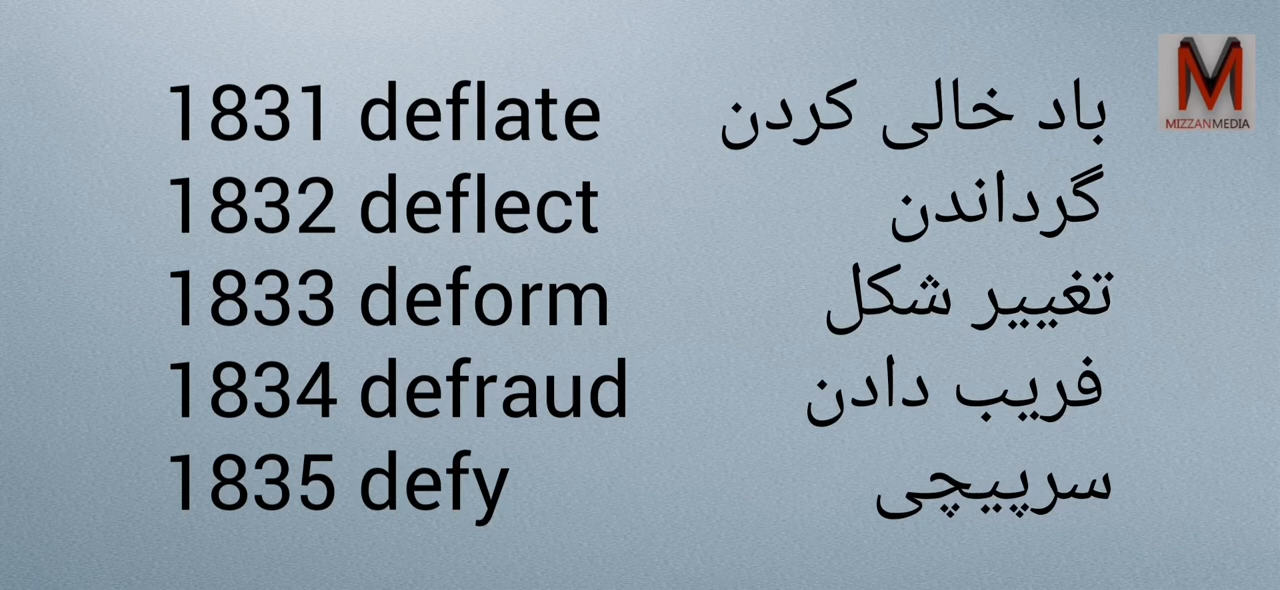 1831 deflate باد خالی کردن
1832 deflect گرداندن
1833 deform تغییر شکل
1834 defraud فریب دادن
1835 defy سرپیچی
M
MIZZANMEDIA